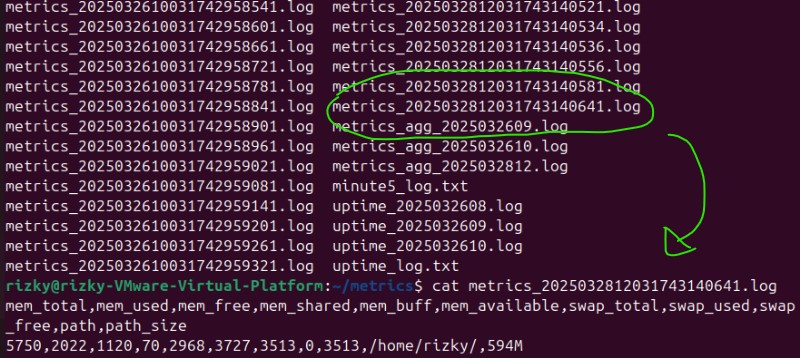 metrics_2025032610031742958541.log metrics_2025032812031743140521.log
metrics_2025032610031742958601.log metrics_2025032812031743140534.log
metrics_2025032610031742958661.log metrics_2025032812031743140536.log
metrics_2025032610031742958721.log metrics_2025032812031743140556.log
metrics_2025032610031742958781.log metrics_2025032812031743140581.log
metrics_2025032610031742958841.log metrics_2025032812031743140641.log
metrics_2025032610031742958901.log metrics_agg_2025032609.log
metrics_2025032610031742958961.log metrics_agg_2025032610.log
metrics_2025032610031742959021.log metrics_agg_2025032812.log
metrics_2025032610031742959081.log minute5_log.txt
metrics_2025032610031742959141.log uptime_2025032608.log
metrics_2025032610031742959201.log uptime_2025032609.log
metrics_2025032610031742959261.log uptime_2025032610.log
metrics_2025032610031742959321.log uptime_log.txt
rizky@rizky-VMware-Virtual-Platform:~/metrics$ cat metrics_2025032812031743140641.log
mem_total,mem_used,mem_free,mem_shared,mem_buff,mem_available,swap_total,swap_used,swap
_free,path,path_size
5750,2022,1120,70,2968,3727,3513,0,3513,/home/rizky/,594M